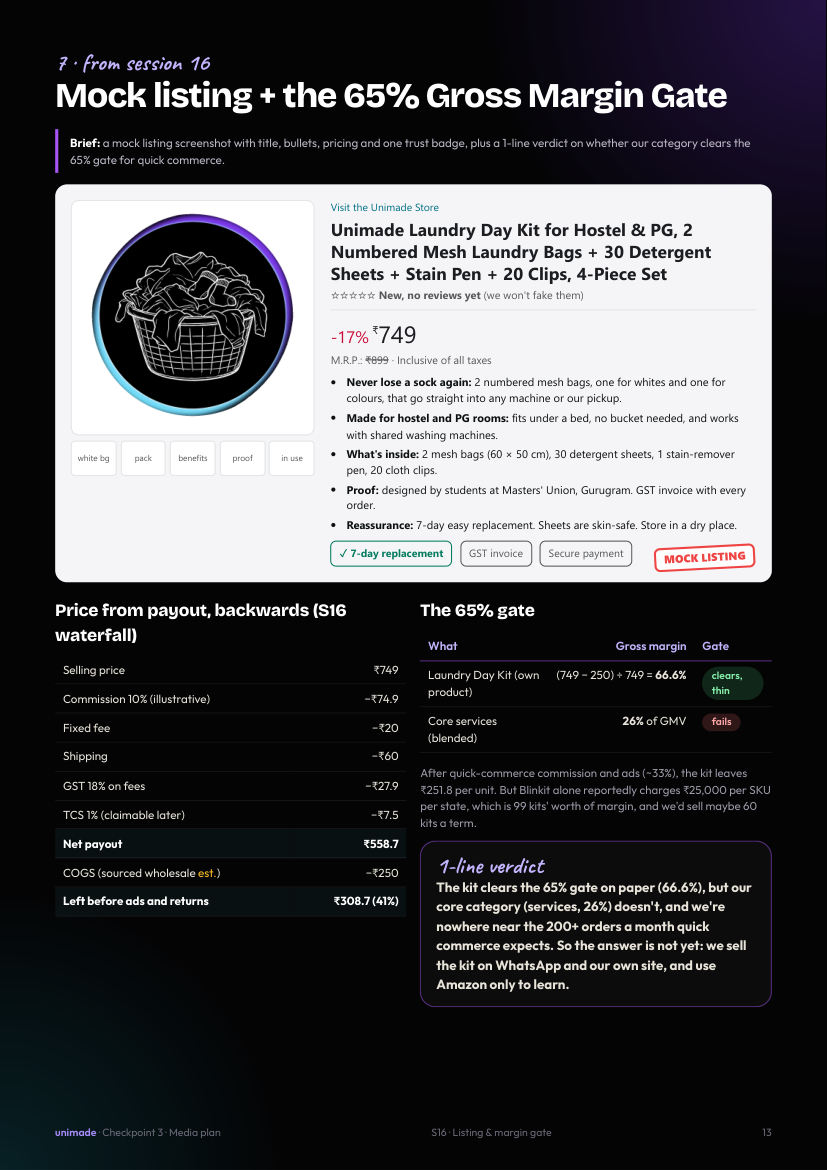 7 · from session 16
Mock listing + the 65% Gross Margin Gate
Brief: a mock listing screenshot with title, bullets, pricing and one trust badge, plus a 1-line verdict on whether our category clears the
65% gate for quick commerce.
white bg
pack
benefits
proof
in use
Visit the Unimade Store
Unimade Laundry Day Kit for Hostel & PG, 2
Numbered Mesh Laundry Bags + 30 Detergent
Sheets + Stain Pen + 20 Clips, 4-Piece Set
☆☆☆☆☆ New, no reviews yet (we won't fake them)
-17% ₹749
M.R.P.: ₹899 · Inclusive of all taxes
• Never lose a sock again: 2 numbered mesh bags, one for whites and one for
colours, that go straight into any machine or our pickup.
• Made for hostel and PG rooms: fits under a bed, no bucket needed, and works
with shared washing machines.
• What's inside: 2 mesh bags (60 × 50 cm), 30 detergent sheets, 1 stain-remover
pen, 20 cloth clips.
• Proof: designed by students at Masters' Union, Gurugram. GST invoice with every
order.
• Reassurance: 7-day easy replacement. Sheets are skin-safe. Store in a dry place.
✓ 7-day replacement
GST invoice
Secure payment
MOCK LISTING
Price from payout, backwards (S16
waterfall)
Selling price ₹749
Commission 10% (illustrative) −₹74.9
Fixed fee −₹20
Shipping −₹60
GST 18% on fees −₹27.9
TCS 1% (claimable later) −₹7.5
Net payout ₹558.7
COGS (sourced wholesale est.) −₹250
Left before ads and returns ₹308.7 (41%)
The 65% gate
What Gross margin Gate
Laundry Day Kit (own (749 − 250) ÷ 749 = 66.6% clears,
product) thin
Core services 26% of GMV fails
(blended)
After quick-commerce commission and ads (~33%), the kit leaves
₹251.8 per unit. But Blinkit alone reportedly charges ₹25,000 per SKU
per state, which is 99 kits' worth of margin, and we'd sell maybe 60
kits a term.
1-line verdict
The kit clears the 65% gate on paper (66.6%), but our
core category (services, 26%) doesn't, and we're
nowhere near the 200+ orders a month quick
commerce expects. So the answer is not yet: we sell
the kit on WhatsApp and our own site, and use
Amazon only to learn.
unimade · Checkpoint 3 · Media plan
S16 · Listing & margin gate
13